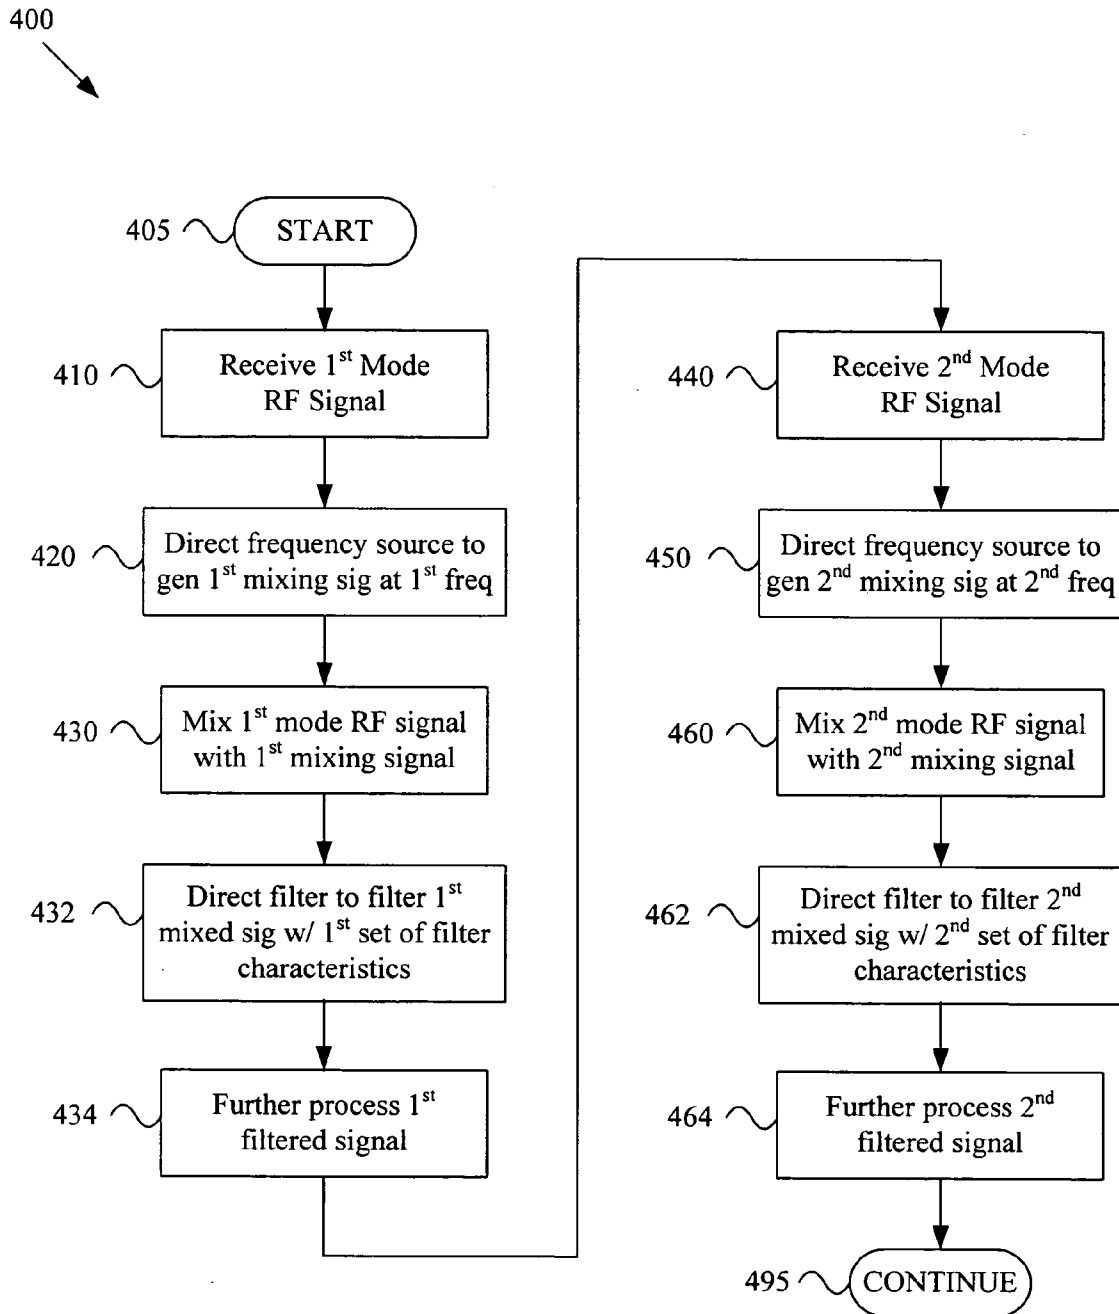 400
405
START
410
Receive 1st Mode
RF Signal
420
Direct frequency source to
gen 1st mixing sig at 1st freq
430
Mix 1st mode RF signal
with 1st mixing signal
432
Direct filter to filter 1st
mixed sig w/ 1st set of filter
characteristics
434
Further process 1st
filtered signal
440
Receive 2nd Mode
RF Signal
450
Direct frequency source to
gen 2nd mixing sig at 2nd freq
460
Mix 2nd mode RF signal
with 2nd mixing signal
462
Direct filter to filter 2nd
mixed sig w/ 2nd set of filter
characteristics
464
Further process 2nd
filtered signal
495
CONTINUE